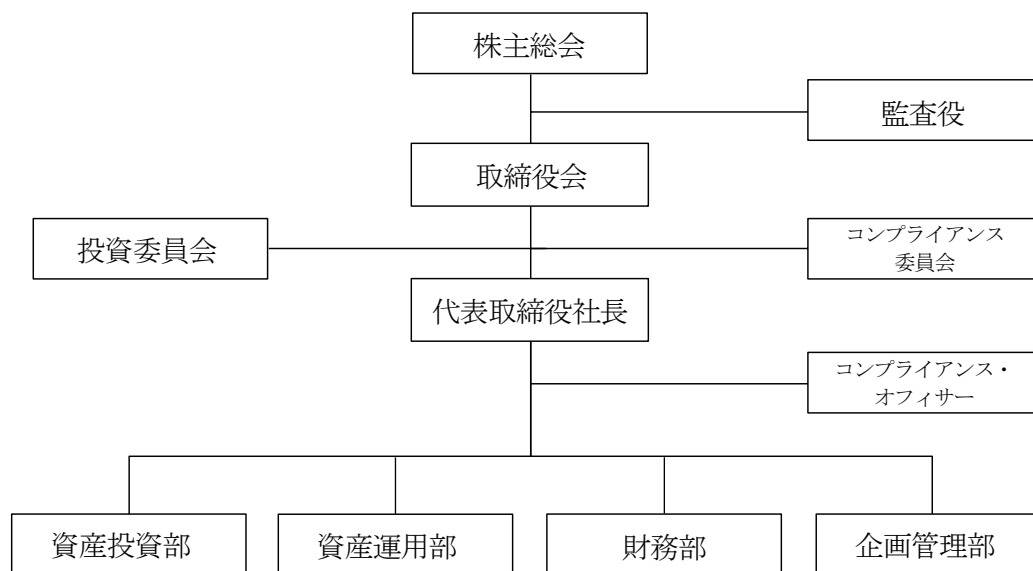 株主総会
監査役
取締役会
投資委員会
コンプライアンス
委員会
代表取締役社長
コンプライアンス・
オフィサー
資産投資部
資産運用部
財務部
企画管理部